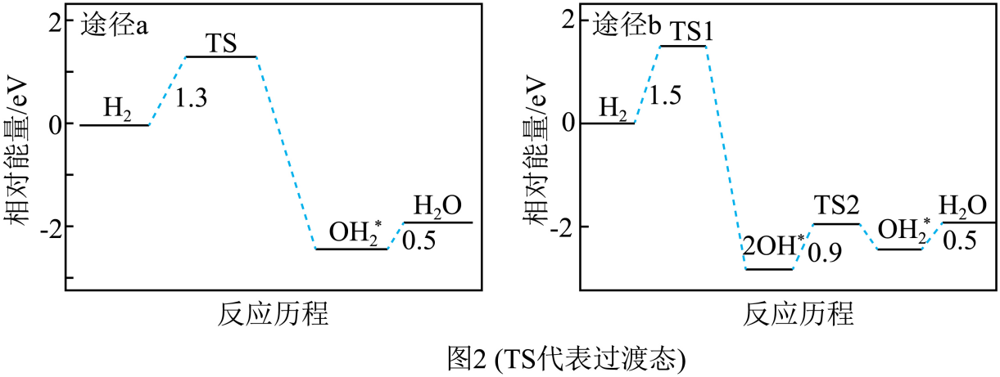 途径a
相对能量/eV
2
0
-2
H₂
1.3
TS
OH₂*
0.5
H₂O
反应历程
途径b
相对能量/eV
2
0
-2
H₂
1.5
TS1
2OH*
0.9
TS2
OH₂*
0.5
H₂O
反应历程
图2 (TS代表过渡态)